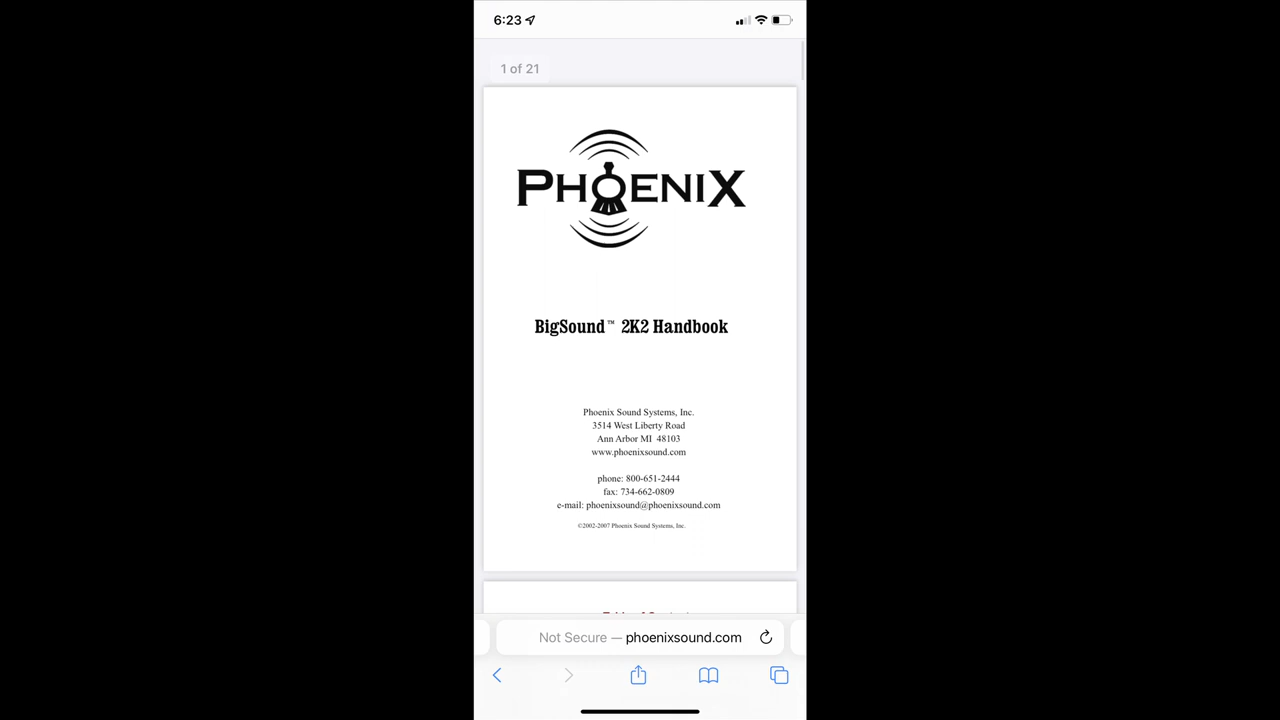 6:23
1 of 21
PHOENIX
BigSound™ 2K2 Handbook
Phoenix Sound Systems, Inc.
3514 West Liberty Road
Ann Arbor MI 48103
www.phoenixsound.com
phone: 800-651-2444
fax: 734-662-0809
e-mail: phoenixsound@phoenixsound.com
©2002-2007 Phoenix Sound Systems, Inc.
Not Secure — phoenixsound.com